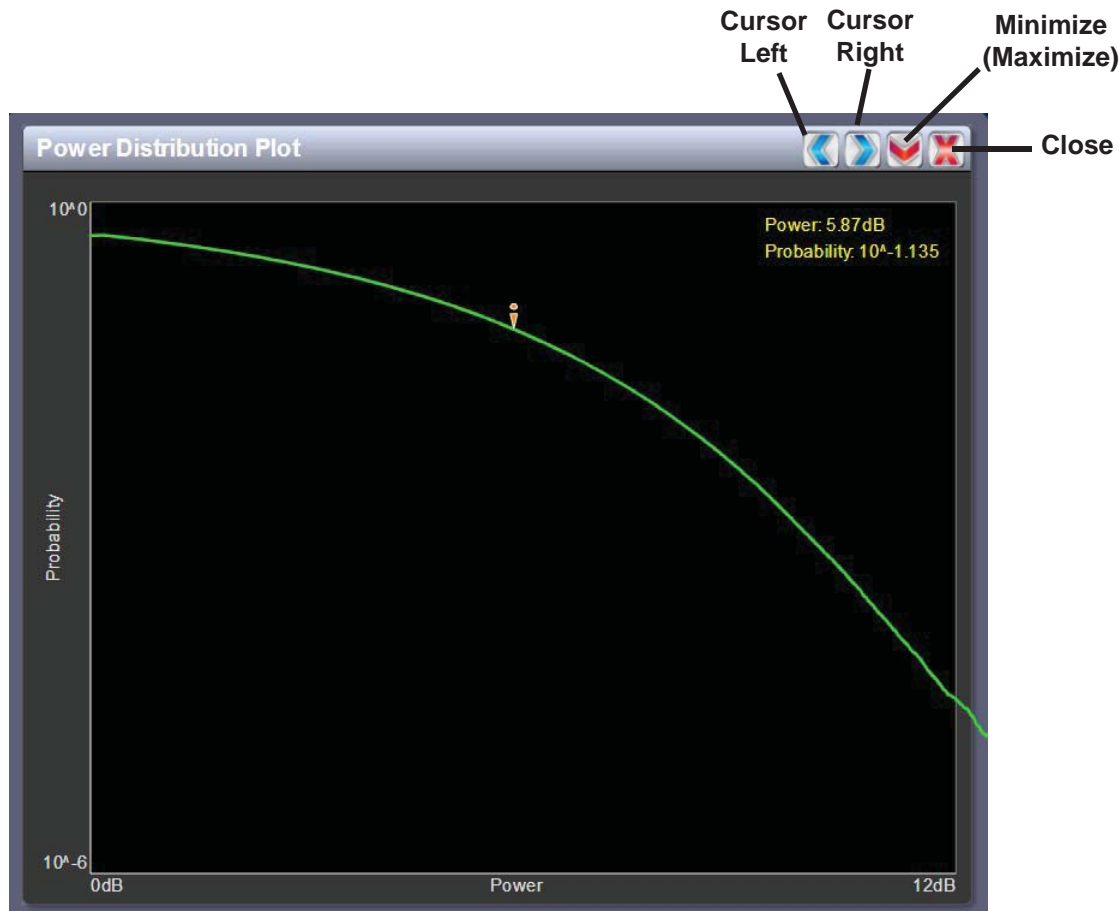 Cursor Left
Cursor Right
Minimize (Maximize)
Close
Power Distribution Plot
10^0
Power: 5.87dB
Probability: 10^-1.135
Probability
10^-6
0dB
Power
12dB